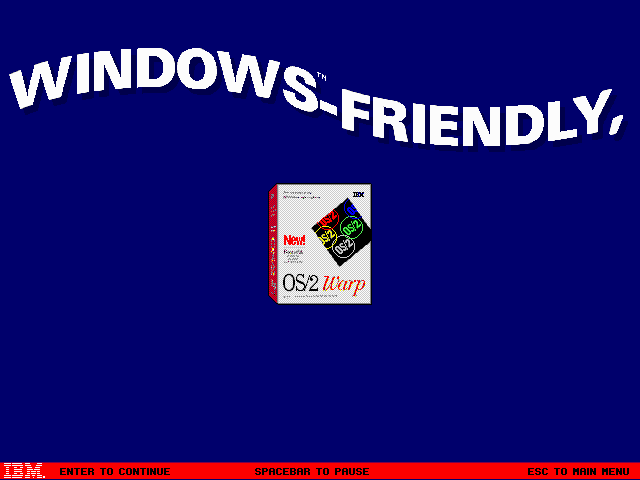 WINDOWS™-FRIENDLY,
IBM
New!
OS/2
OS/2
OS/2
OS/2
OS/2 Warp
IBM. ENTER TO CONTINUE SPACEBAR TO PAUSE ESC TO MAIN MENU